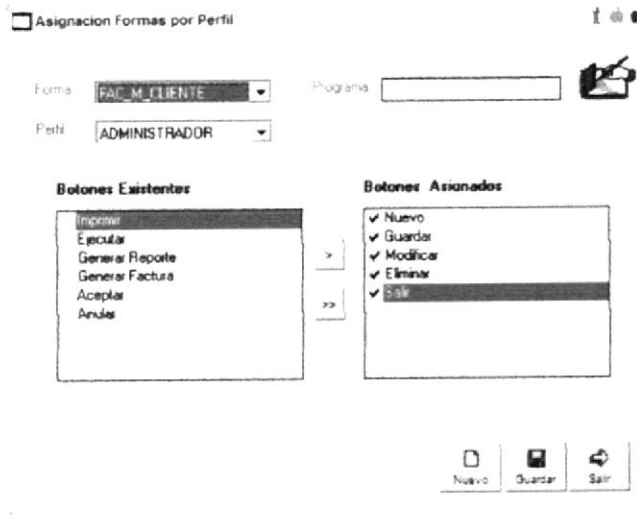 Asignacion Formas por Perfil
Forma FAC_M_CLIENTE Programa
Perfil ADMINISTRADOR
Botones Existentes Botones Asignados
Imprimir
Ejecutar
Generar Reporte
Generar Factura
Aceptar
Anular
>
>>
Nuevo
Guardar
Modificar
Eliminar
Salir
Nuevo Guardar Salir